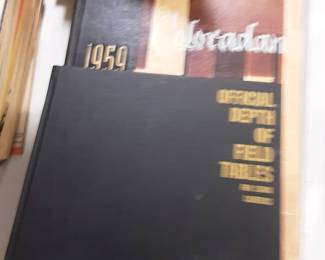 Coloradan
1959
OFFICIAL
DEPTH
OF
FIELD
TABLES